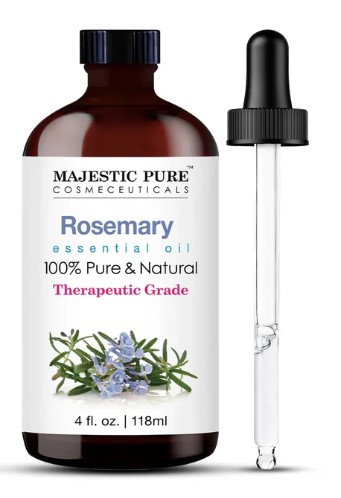 MAJESTIC PURE™
COSMECEUTICALS
Rosemary
essential oil
100% Pure & Natural
Therapeutic Grade
4 fl. oz. | 118ml